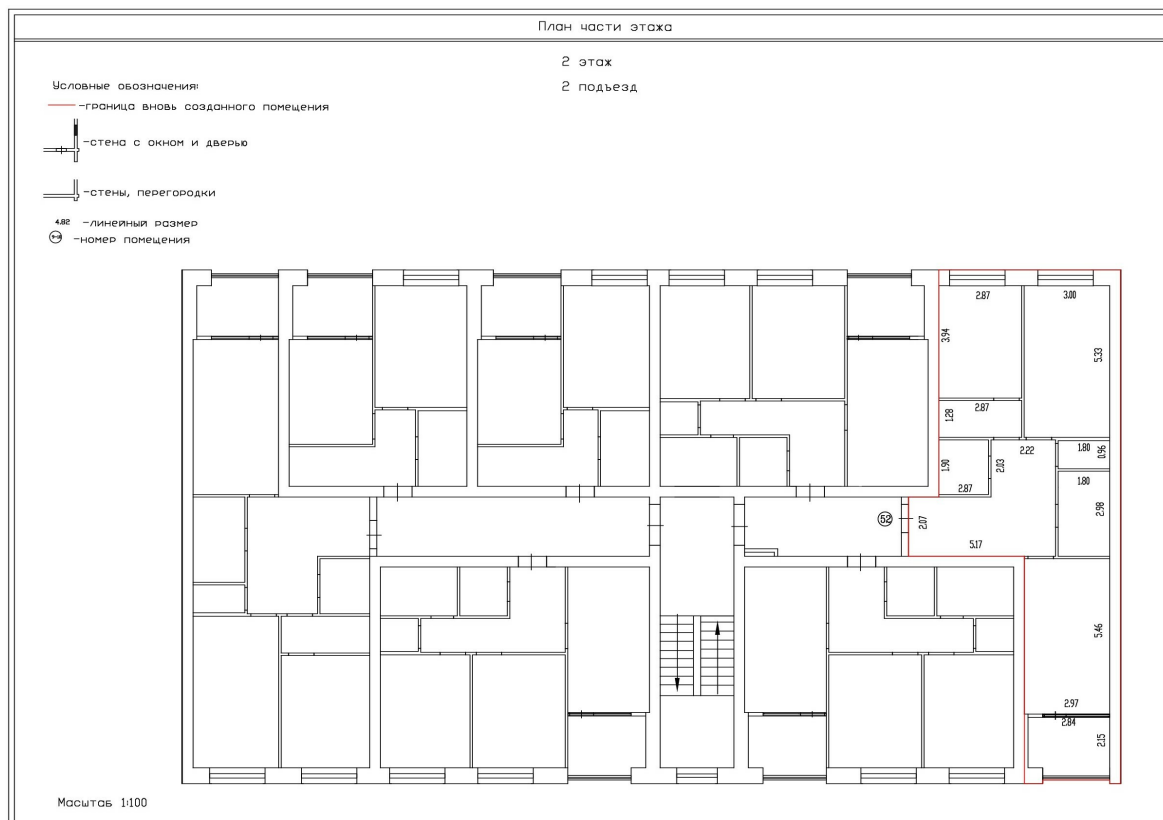 План части этажа
2 этаж
2 подъезд
Условные обозначения:
-граница вновь созданного помещения
-стена с окном и дверью
-стены, перегородки
4.82 -линейный размер
-номер помещения
2.87
3.00
3.94
5.33
1.28
2.87
2.22
1.80
0.96
1.90
2.03
2.87
1.80
2.98
52
2.07
5.17
5.46
2.97
2.84
2.15
Масштаб 1:100